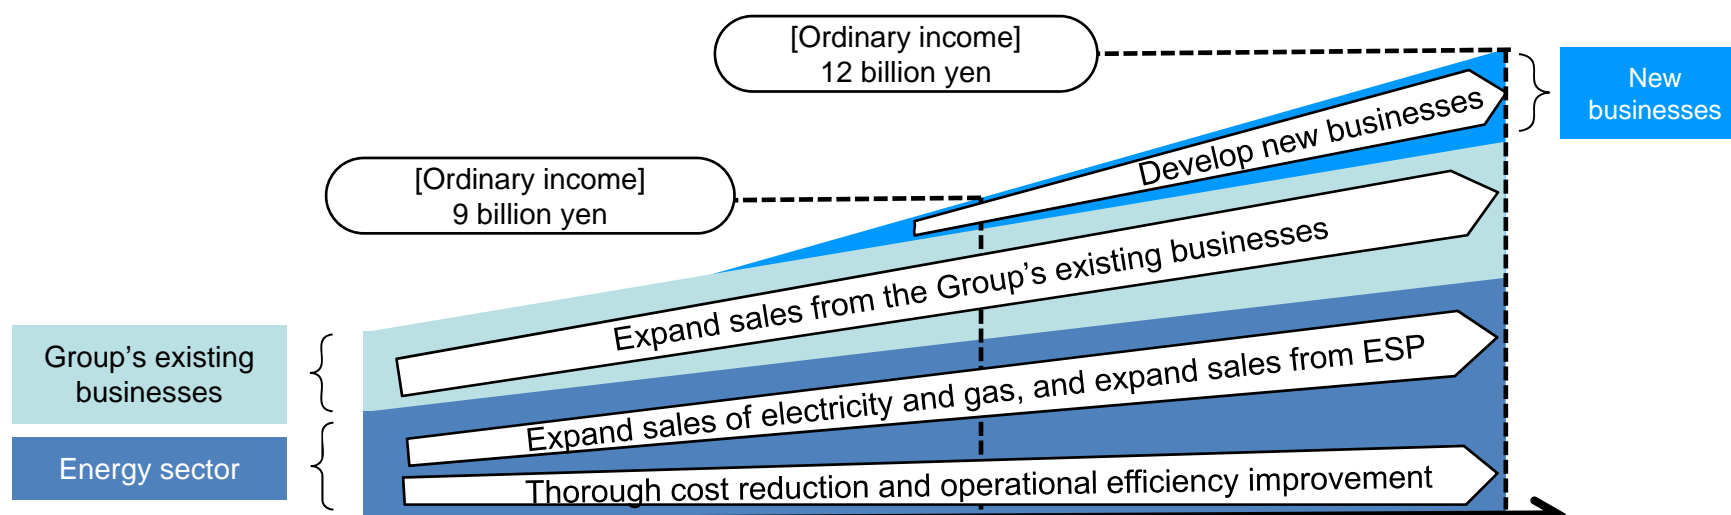 [Ordinary income]
12 billion yen
New
businesses
Develop new businesses
[Ordinary income]
9 billion yen
Expand sales from the Group’s existing businesses
Group’s existing
businesses
Expand sales of electricity and gas, and expand sales from ESP
Energy sector
Thorough cost reduction and operational efficiency improvement